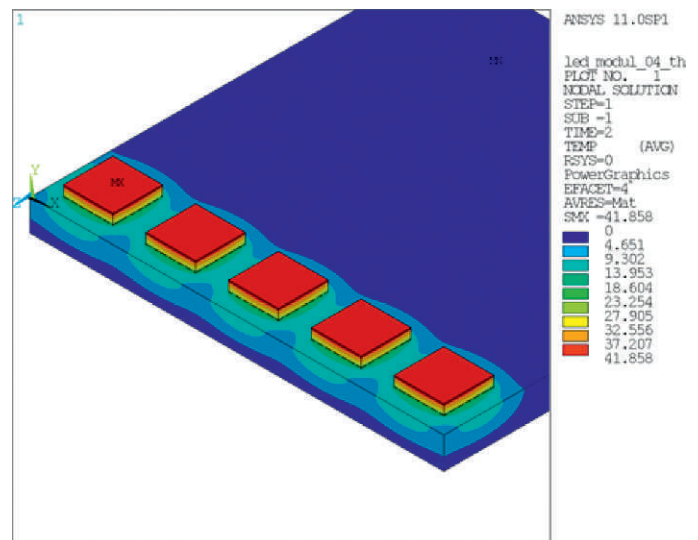 1
ANSYS 11.0SP1
led_modul_04_th
PLOT NO. 1
NODAL SOLUTION
STEP=1
SUB =1
TIME=2
TEMP (AVG)
RSYS=0
PowerGraphics
EFACET=4
AVRES=Mat
SMX =41.858
0
4.651
9.302
13.953
18.604
23.254
27.905
32.556
37.207
41.858
MN
MX
Y
Z
X